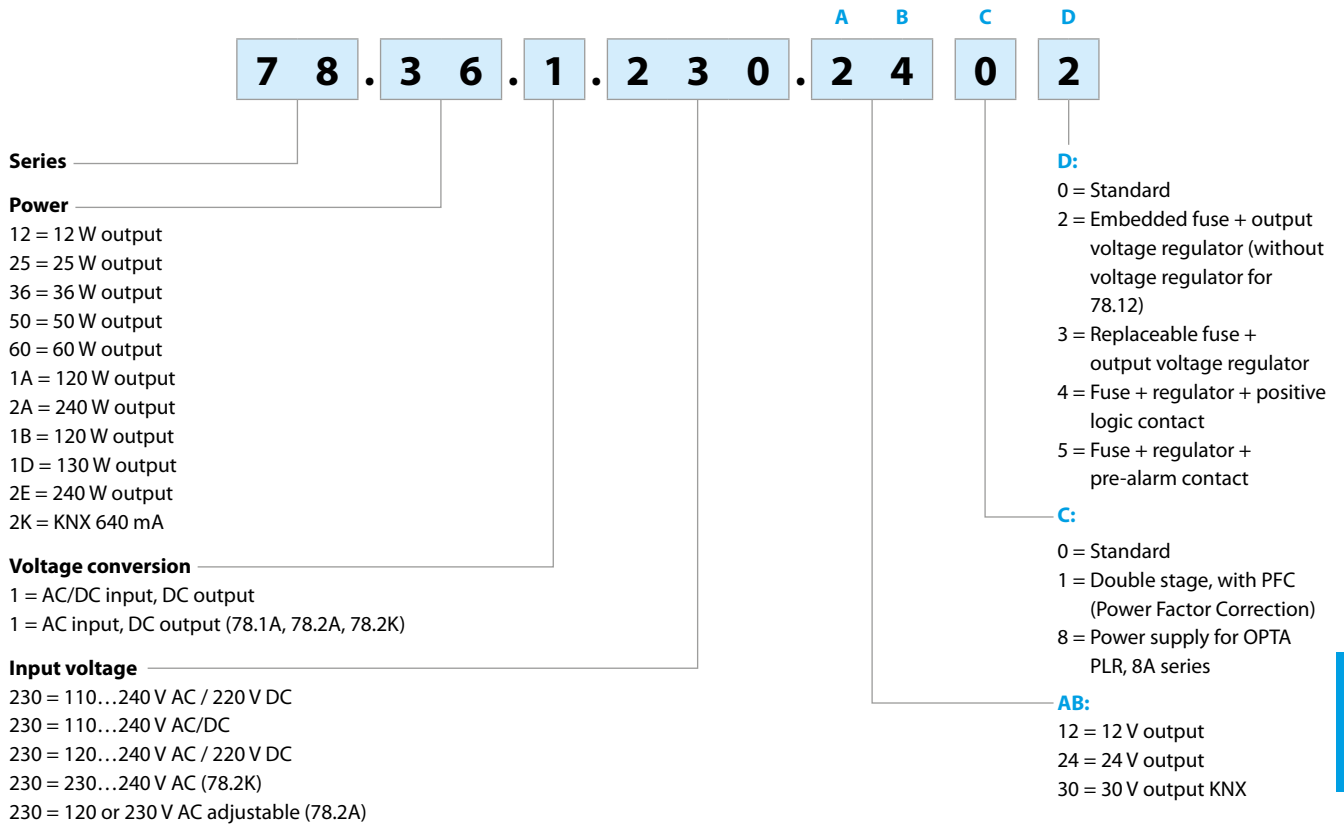 A B C D
7 8 . 3 6 . 1 . 2 3 0 . 2 4 0 2
Series
Power
12 = 12 W output
25 = 25 W output
36 = 36 W output
50 = 50 W output
60 = 60 W output
1A = 120 W output
2A = 240 W output
1B = 120 W output
1D = 130 W output
2E = 240 W output
2K = KNX 640 mA
Voltage conversion
1 = AC/DC input, DC output
1 = AC input, DC output (78.1A, 78.2A, 78.2K)
Input voltage
230 = 110…240 V AC / 220 V DC
230 = 110…240 V AC/DC
230 = 120…240 V AC / 220 V DC
230 = 230…240 V AC (78.2K)
230 = 120 or 230 V AC adjustable (78.2A)
D:
0 = Standard
2 = Embedded fuse + output
voltage regulator (without
voltage regulator for
78.12)
3 = Replaceable fuse +
output voltage regulator
4 = Fuse + regulator + positive
logic contact
5 = Fuse + regulator +
pre-alarm contact
C:
0 = Standard
1 = Double stage, with PFC
(Power Factor Correction)
8 = Power supply for OPTA
PLR, 8A series
AB:
12 = 12 V output
24 = 24 V output
30 = 30 V output KNX